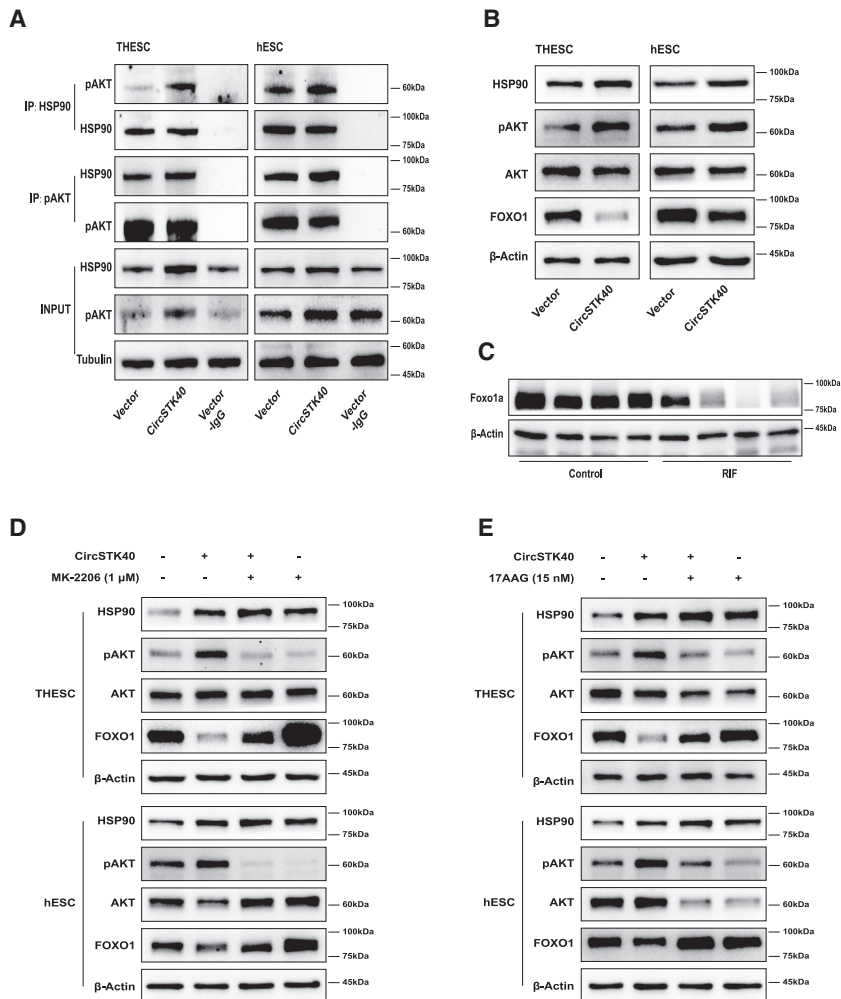 A
THESC hESC
IP: HSP90
pAKT 60kDa
HSP90 100kDa
75kDa
IP: pAKT
HSP90 100kDa
75kDa
pAKT 60kDa
INPUT
HSP90 100kDa
75kDa
pAKT 60kDa
Tubulin 60kDa
45kDa
Vector CircSTK40 Vector -IgG Vector CircSTK40 Vector -IgG
B
THESC hESC
HSP90 100kDa
75kDa
pAKT 60kDa
AKT 60kDa
FOXO1 100kDa
75kDa
β-Actin 45kDa
Vector CircSTK40 Vector CircSTK40
C
Foxo1a 100kDa
75kDa
β-Actin 45kDa
Control RIF
D
CircSTK40 - + + -
MK-2206 (1 μM) - - + +
THESC
HSP90 100kDa
75kDa
pAKT 60kDa
AKT 60kDa
FOXO1 100kDa
75kDa
β-Actin 45kDa
hESC
HSP90 100kDa
75kDa
pAKT 60kDa
AKT 60kDa
FOXO1 100kDa
75kDa
β-Actin 45kDa
E
CircSTK40 - + + -
17AAG (15 nM) - - + +
THESC
HSP90 100kDa
75kDa
pAKT 60kDa
AKT 60kDa
FOXO1 100kDa
75kDa
β-Actin 45kDa
hESC
HSP90 100kDa
75kDa
pAKT 60kDa
AKT 60kDa
FOXO1 100kDa
75kDa
β-Actin 45kDa